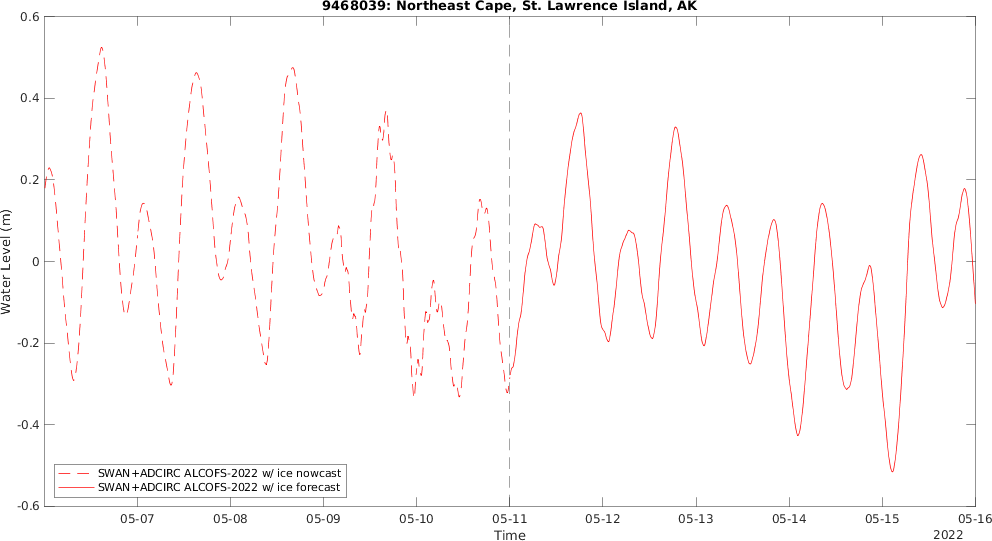 9468039: Northeast Cape, St. Lawrence Island, AK
0.6
0.4
0.2
0
-0.2
-0.4
-0.6
Water Level (m)
SWAN+ADCIRC ALCOFS-2022 w/ ice nowcast
SWAN+ADCIRC ALCOFS-2022 w/ ice forecast
05-07 05-08 05-09 05-10 05-11 05-12 05-13 05-14 05-15 05-16
Time
2022